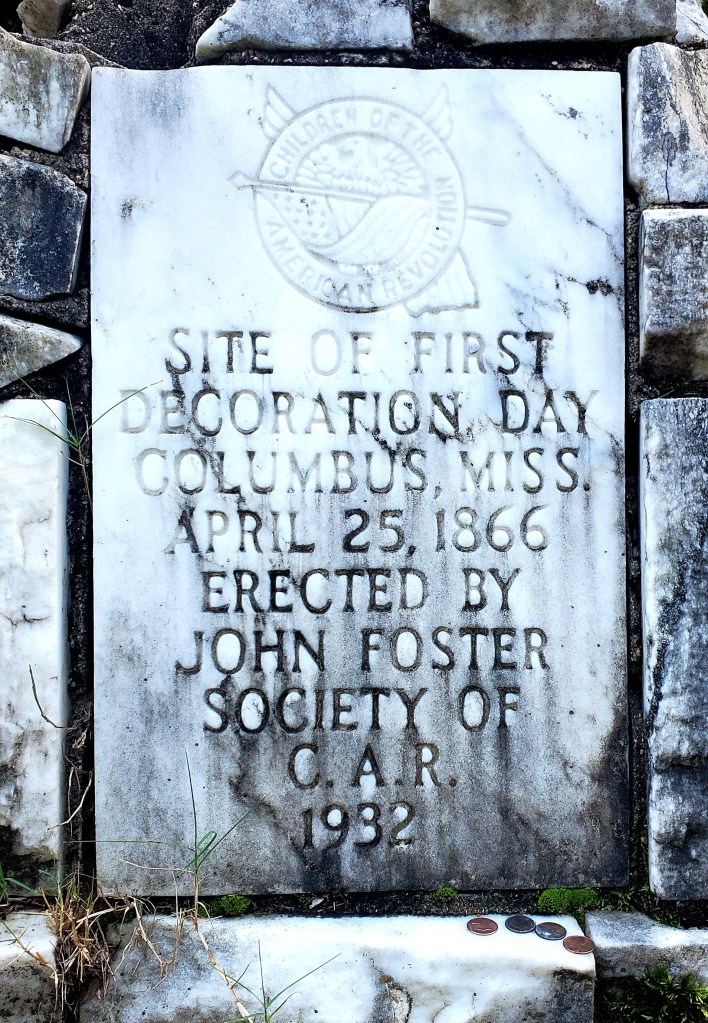 CHILDREN OF THE
AMERICAN REVOLUTION
SITE OF FIRST
DECORATION DAY
COLUMBUS, MISS.
APRIL 25, 1866
ERECTED BY
JOHN FOSTER
SOCIETY OF
C. A. R.
1932